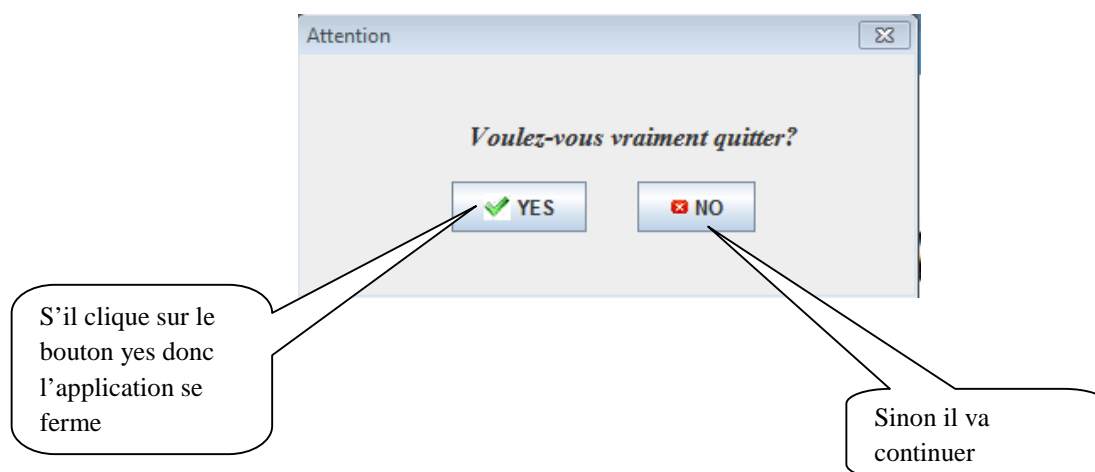 Attention
Voulez-vous vraiment quitter?
YES
NO
S’il clique sur le
bouton yes donc
l’application se
ferme
Sinon il va
continuer